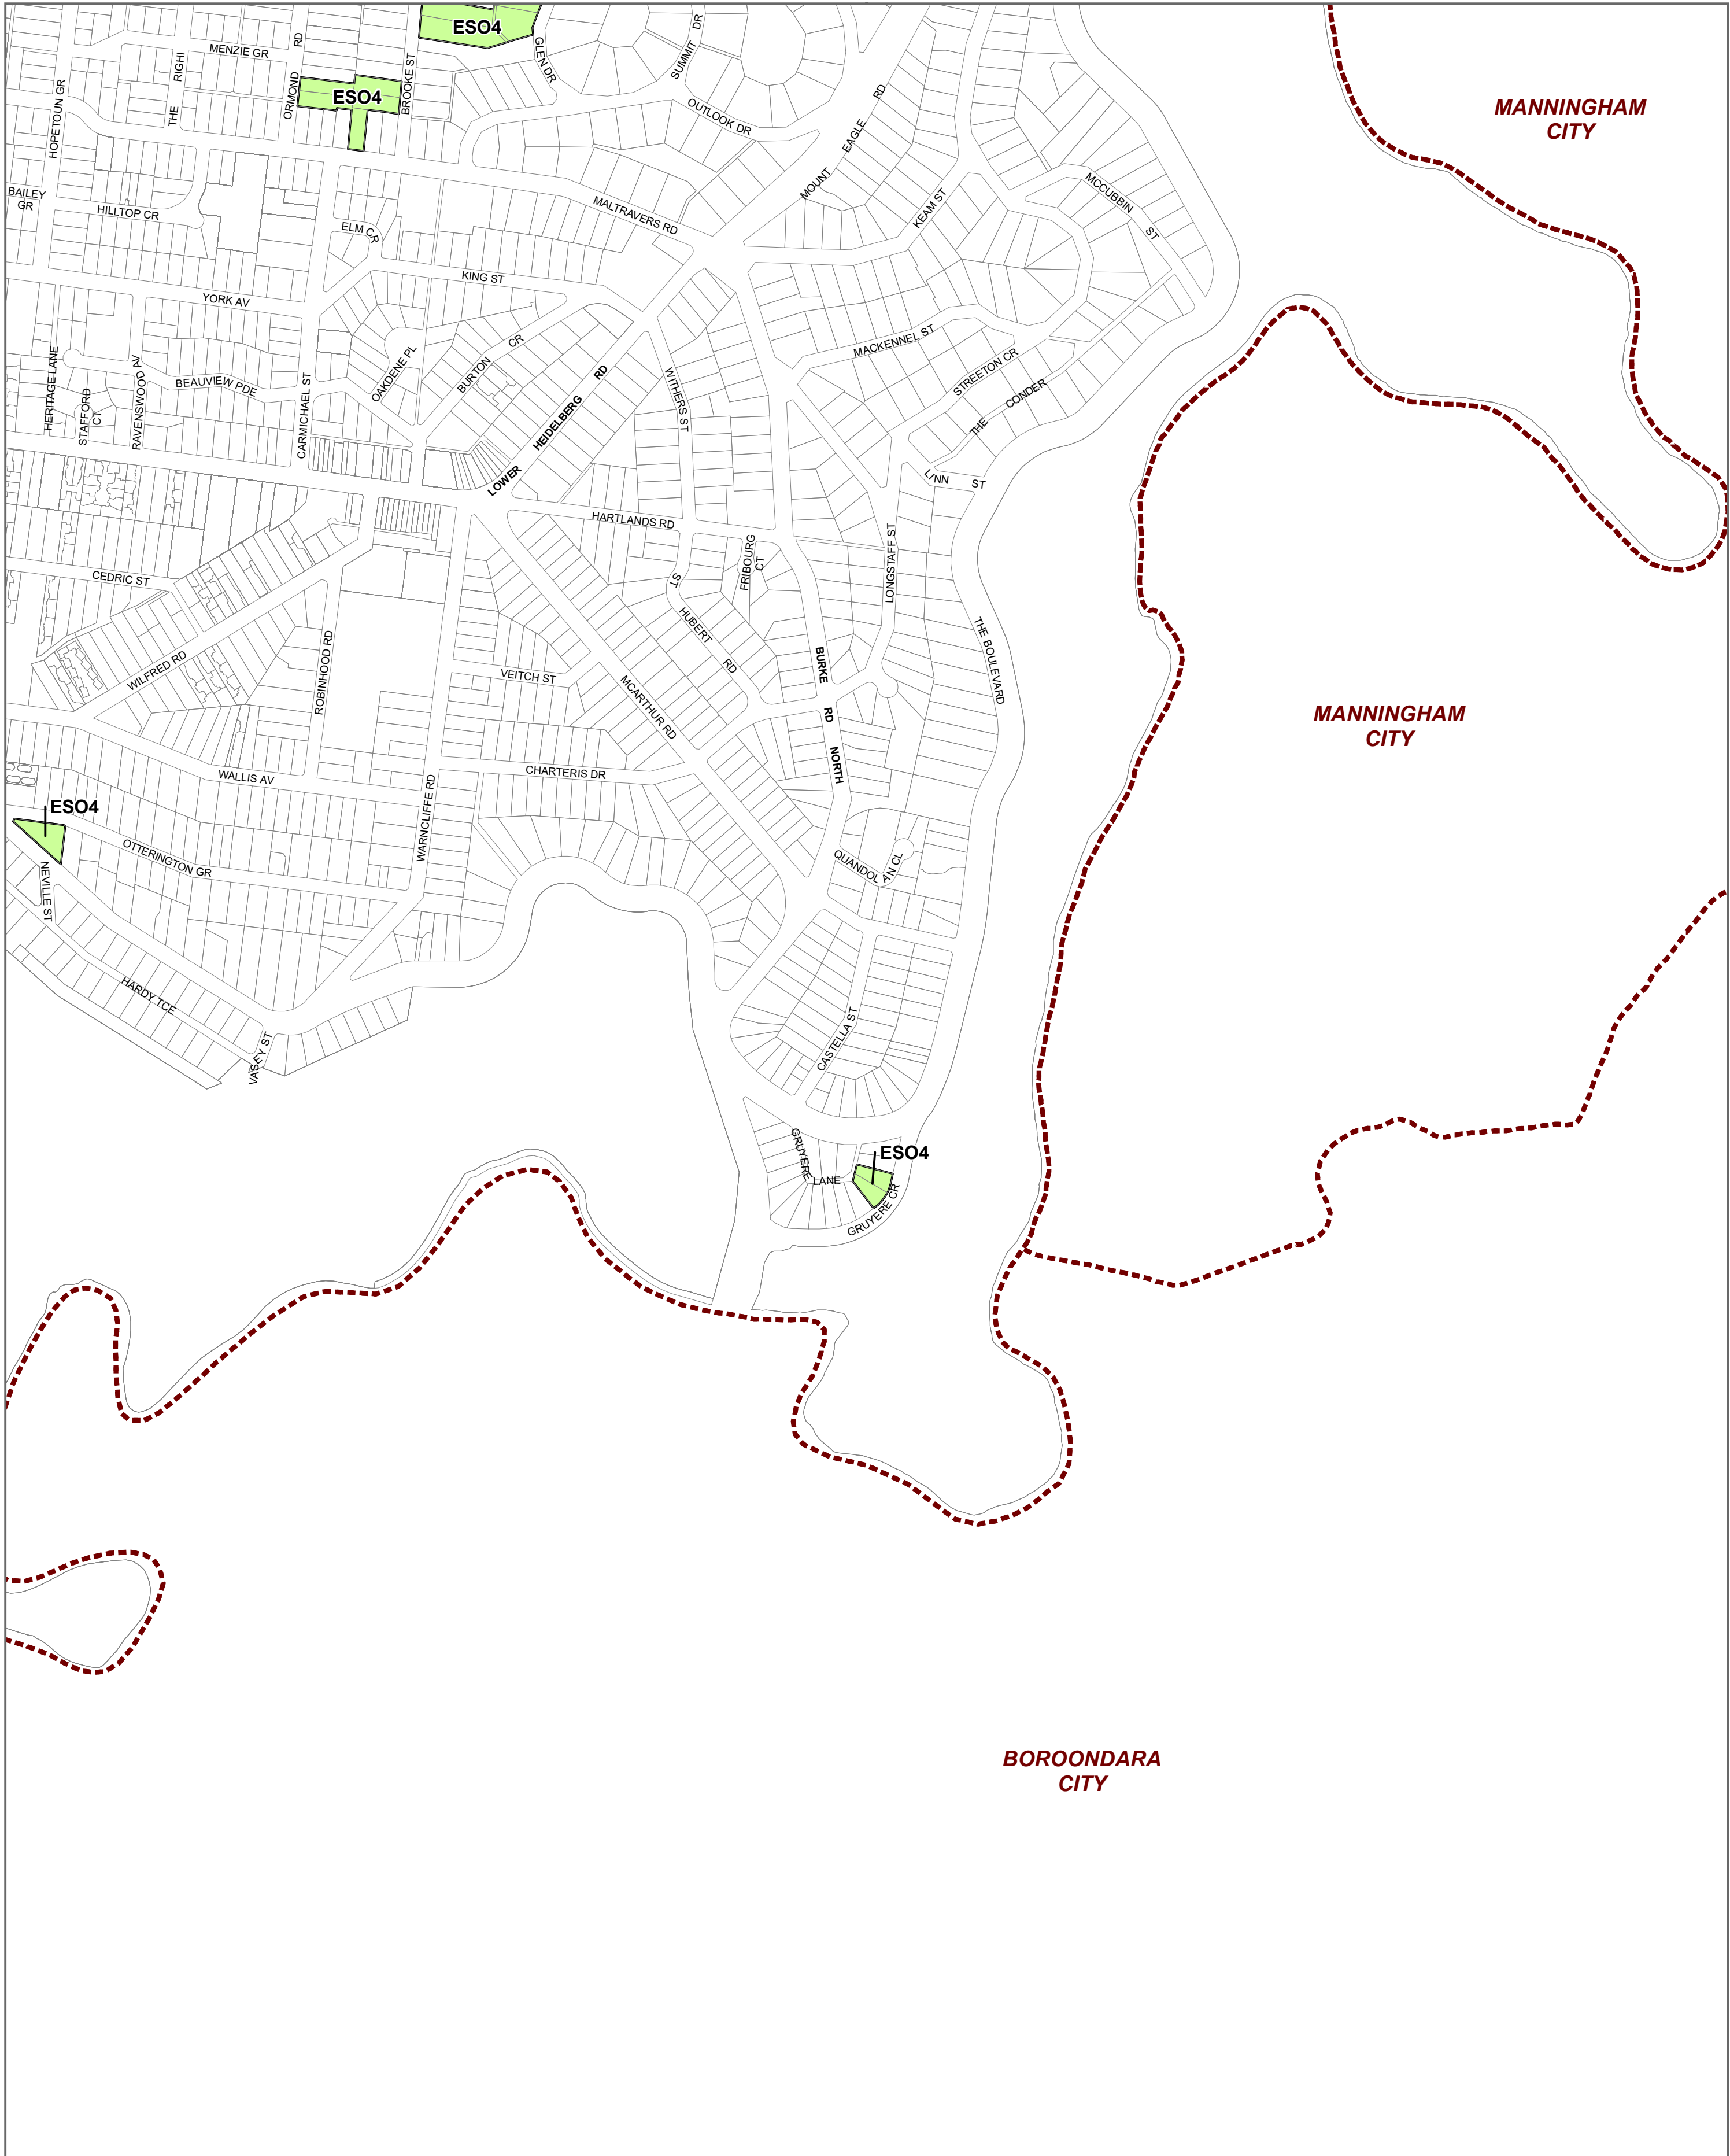 ESO4
MENZIE GR
THE RIGHI
ORMOND RD
BROOKE ST
GLEN DR
SUMMIT DR
MANNINGHAM
CITY
ESO4
HOPETOUN GR
OUTLOOK DR
MOUNT EAGLE RD
BAILEY
GR
HILLTOP CR
ELM CR
MALTRAVERS RD
KEAM ST
MCCUBBIN ST
KING ST
YORK AV
HERITAGE LANE
STAFFORD
CT
RAVENSWOOD AV
BEAUVIEW PDE
CARMICHAEL ST
OAKDENE PL
BURTON CR
LOWER HEIDELBERG RD
WITHERS ST
MACKENNEL ST
STREETON CR
THE CONDER
LYNN ST
HARTLANDS RD
FRIBOURG
CT
LONGSTAFF ST
CEDRIC ST
HUBERT RD
ST
WILFRED RD
ROBINHOOD RD
VEITCH ST
MCARTHUR RD
BURKE RD NORTH
THE BOULEVARD
MANNINGHAM
CITY
WALLIS AV
WARNCLIFFE RD
CHARTERIS DR
ESO4
OTTERINGTON GR
NEVILLE ST
QUANDOLAN CL
HARDY TCE
VASEY ST
CASTELLA ST
GRUYERE LANE
ESO4
GRUYERE CR
BOROONDARA
CITY